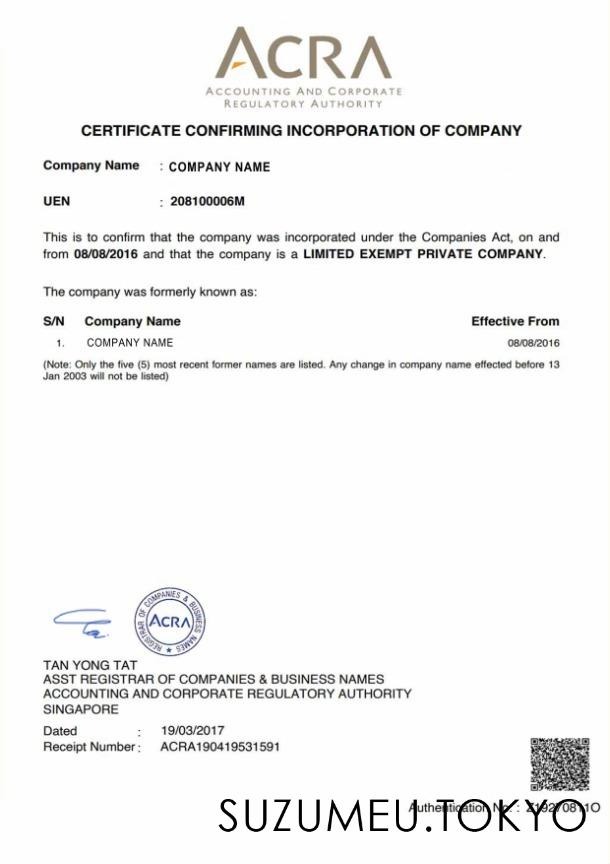 ACRA
ACCOUNTING AND CORPORATE
REGULATORY AUTHORITY
CERTIFICATE CONFIRMING INCORPORATION OF COMPANY
Company Name : COMPANY NAME
UEN : 208100006M
This is to confirm that the company was incorporated under the Companies Act, on and
from 08/08/2016 and that the company is a LIMITED EXEMPT PRIVATE COMPANY.
The company was formerly known as:
S/N Company Name Effective From
1. COMPANY NAME 08/08/2016
(Note: Only the five (5) most recent former names are listed. Any change in company name effected before 13
Jan 2003 will not be listed)
REGISTRAR OF COMPANIES & BUSINESS NAMES
ACRA
TAN YONG TAT
ASST REGISTRAR OF COMPANIES & BUSINESS NAMES
ACCOUNTING AND CORPORATE REGULATORY AUTHORITY
SINGAPORE
Dated : 19/03/2017
Receipt Number : ACRA190419531591
Authentication No. :
SUZUMEU.TOKYO